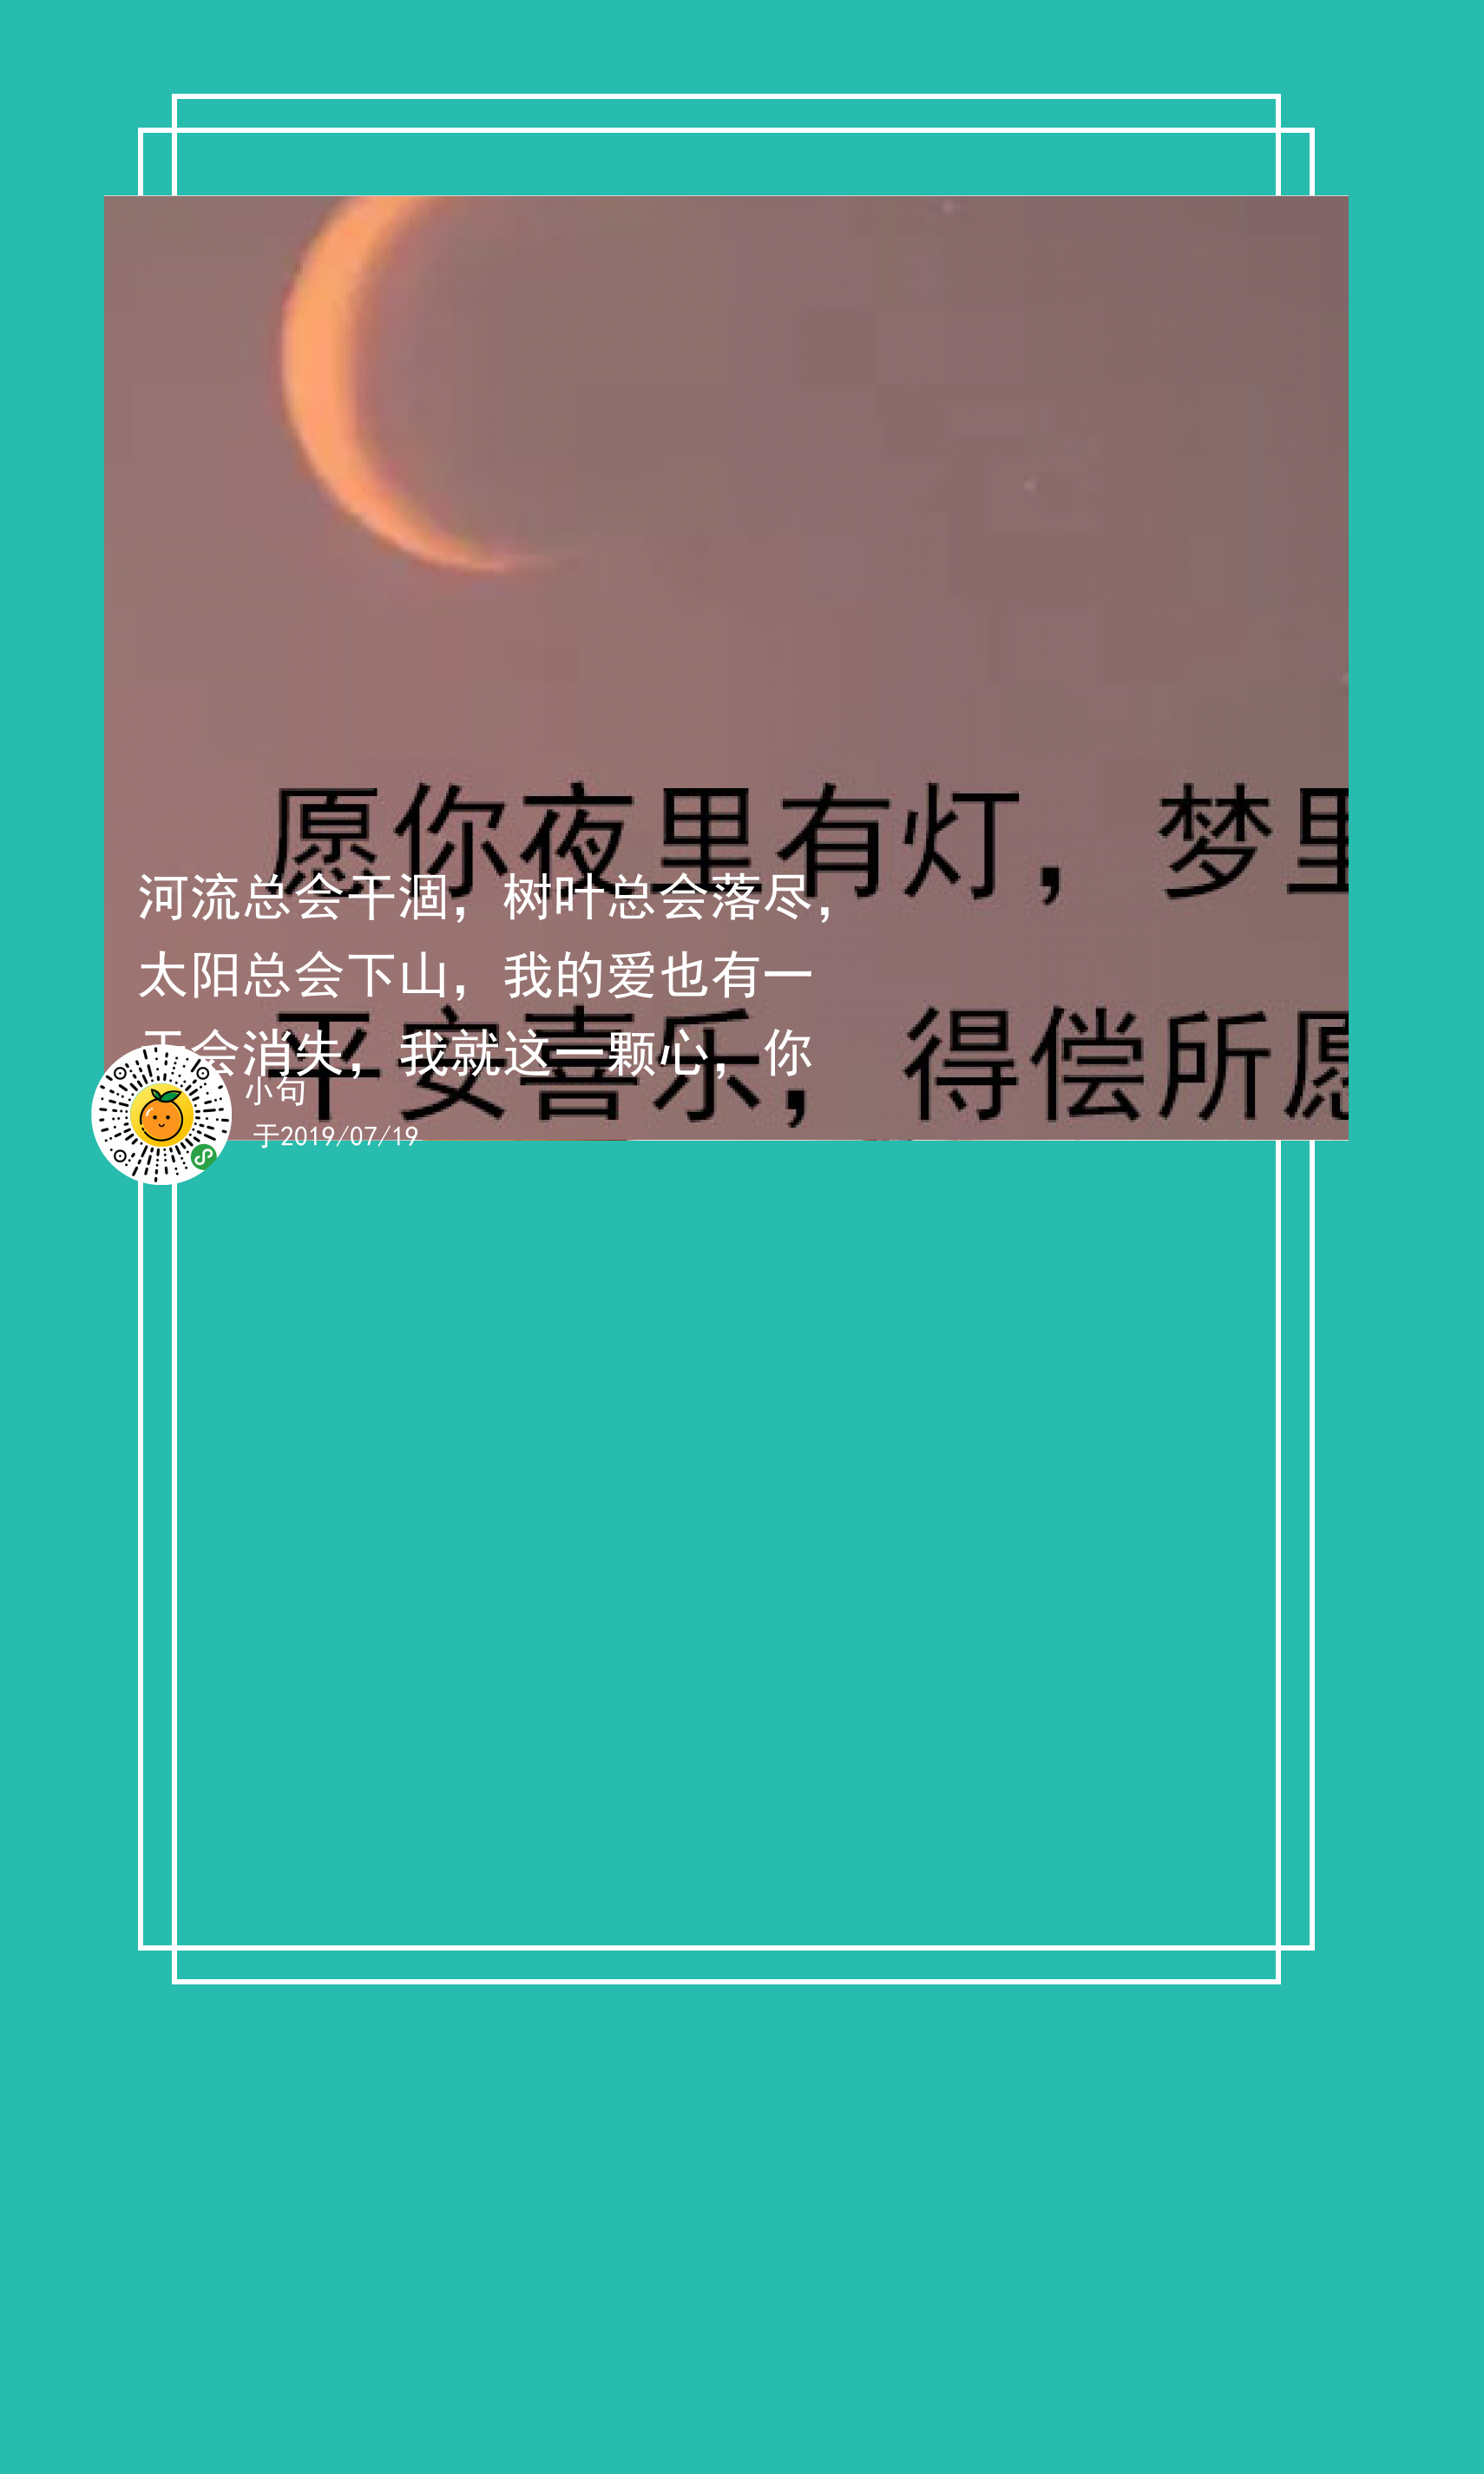 愿你夜里有灯，梦里
河流总会干涸，树叶总会落尽，
太阳总会下山，我的爱也有一
天会消失，我就这一颗心，你
平安喜乐，得偿所愿
小句
于2019/07/19